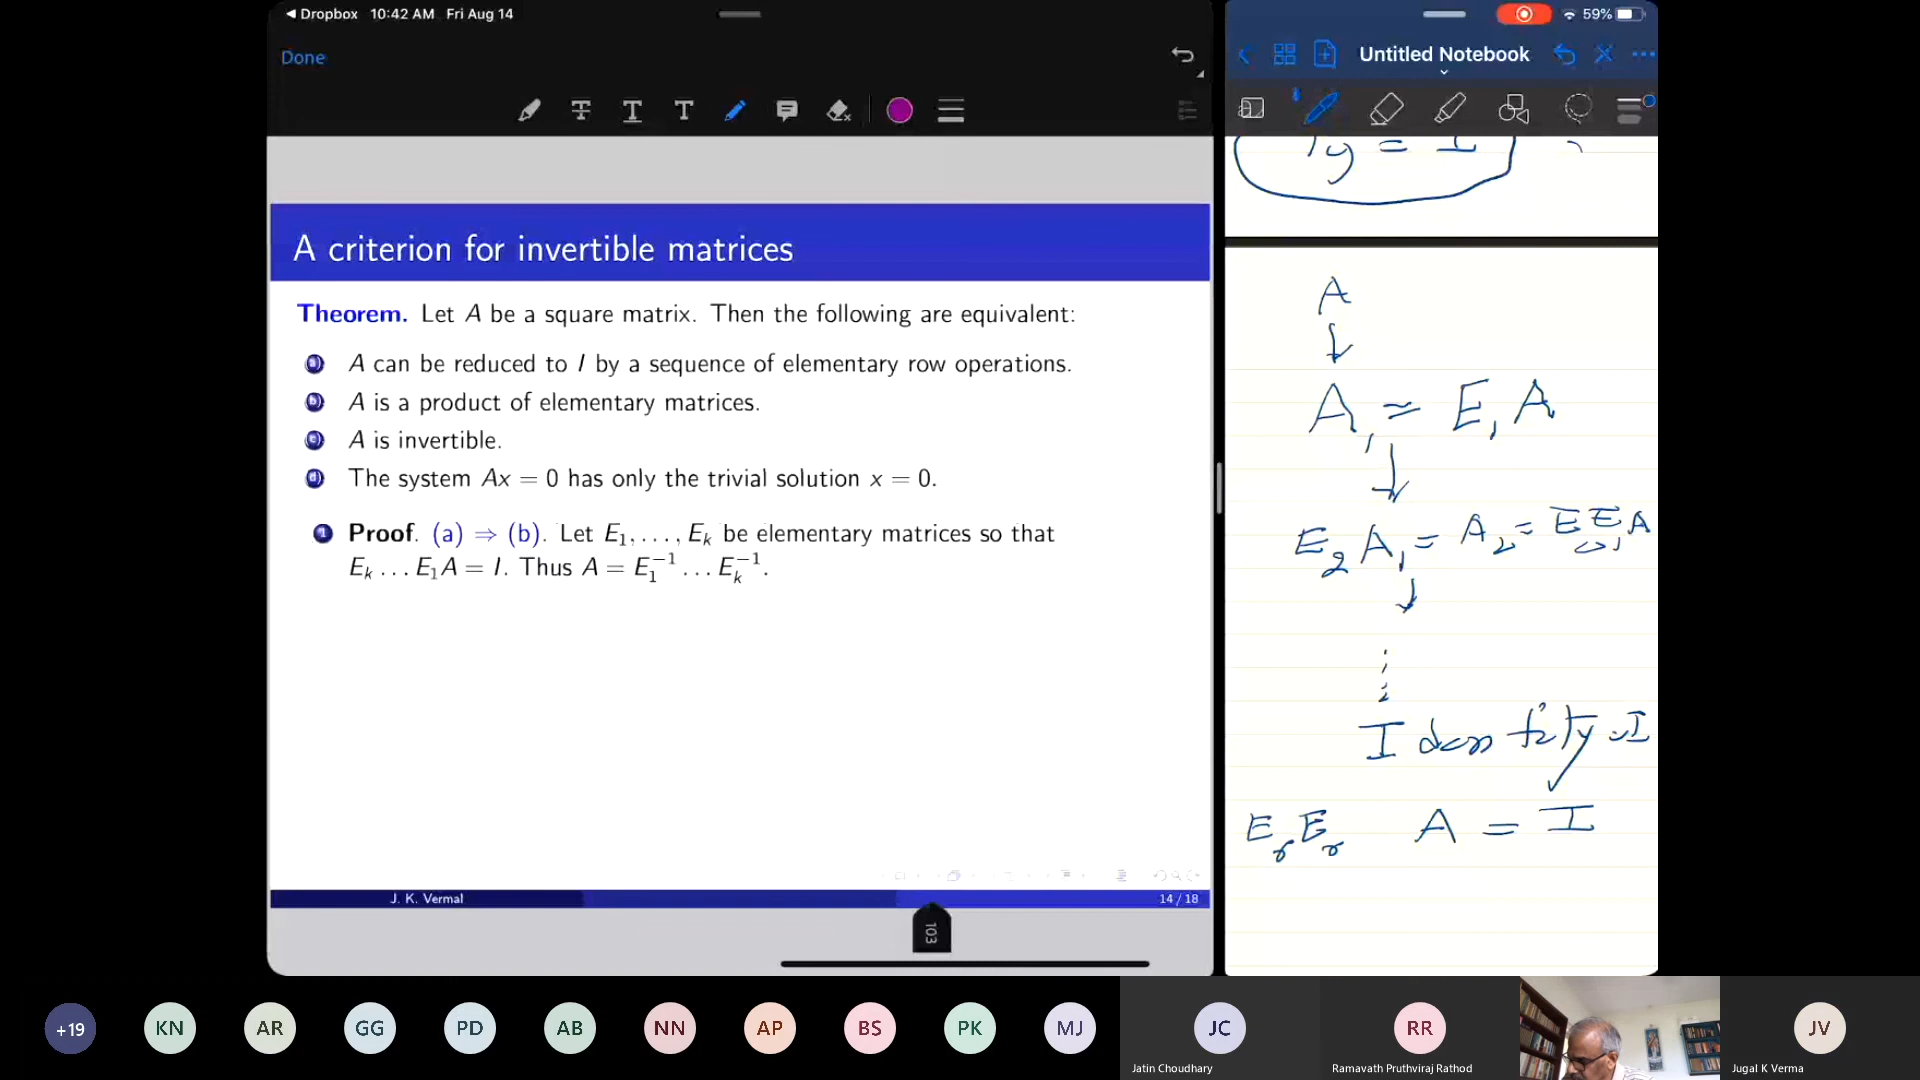 Dropbox 10:42 AM Fri Aug 14
Done
A criterion for invertible matrices
Theorem. Let A be a square matrix. Then the following are equivalent:
a A can be reduced to I by a sequence of elementary row operations.
b A is a product of elementary matrices.
c A is invertible.
d The system Ax = 0 has only the trivial solution x = 0.
1 Proof. (a) ⇒ (b). Let E₁, . . . , Eₖ be elementary matrices so that
Eₖ . . . E₁A = I. Thus A = E₁⁻¹ . . . Eₖ⁻¹.
J. K. Vermal
14 / 18
103
59%
Untitled Notebook
y = I
A
↓
A₁ = E₁ A
↓
E₂ A₁ = A₂ = E₂E₁A
↓
I
A = I
+19 KN AR GG PD AB NN AP BS PK MJ JC RR JV
Jatin Choudhary
Ramavath Pruthviraj Rathod
Jugal K Verma